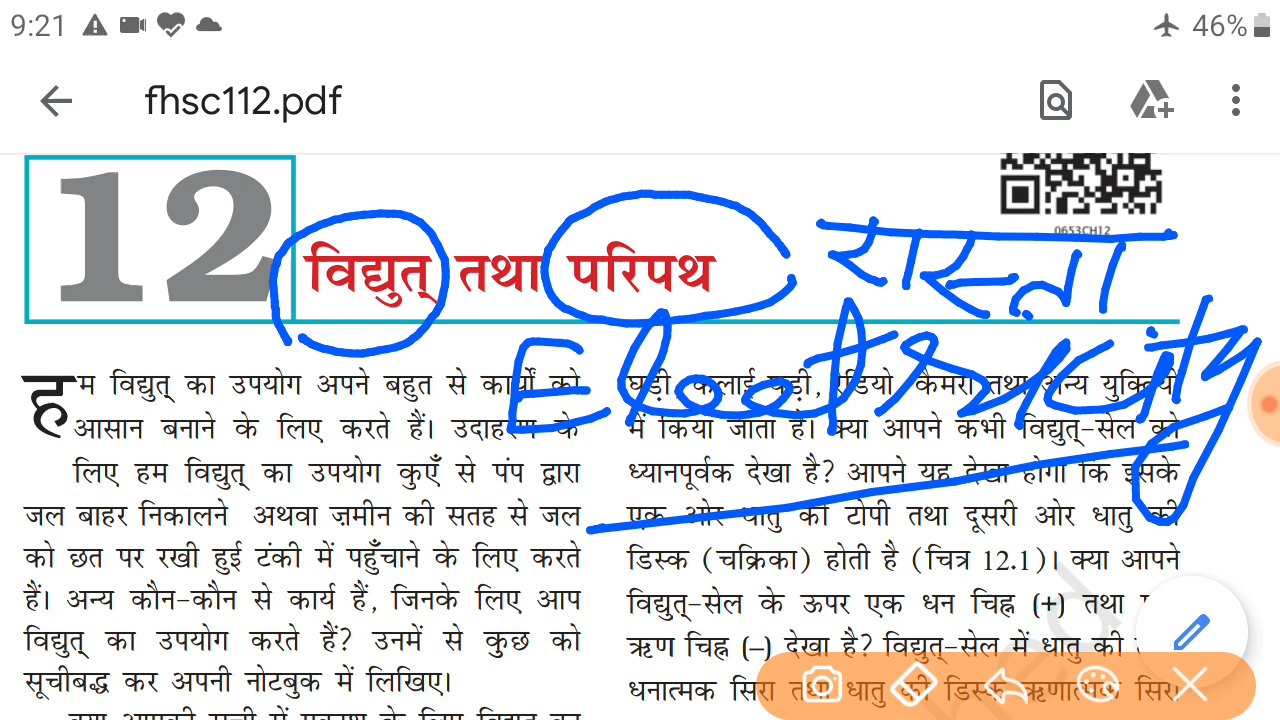 9:21 46%
fhsc112.pdf
12
0653CH12
विद्युत् तथा परिपथ
रास्ता
Eleectricity
हम विद्युत् का उपयोग अपने बहुत से कार्यों को
आसान बनाने के लिए करते हैं। उदाहरण के
लिए हम विद्युत् का उपयोग कुएँ से पंप द्वारा
जल बाहर निकालने अथवा ज़मीन की सतह से जल
को छत पर रखी हुई टंकी में पहुँचाने के लिए करते
हैं। अन्य कौन-कौन से कार्य हैं, जिनके लिए आप
विद्युत् का उपयोग करते हैं? उनमें से कुछ को
सूचीबद्ध कर अपनी नोटबुक में लिखिए।
घड़ी, कलाई घड़ी, रेडियो, कैमरा तथा अन्य युक्तियों
में किया जाता है। क्या आपने कभी विद्युत्-सेल को
ध्यानपूर्वक देखा है? आपने यह देखा होगा कि इसके
एक ओर धातु की टोपी तथा दूसरी ओर धातु की
डिस्क (चक्रिका) होती है (चित्र 12.1)। क्या आपने
विद्युत्-सेल के ऊपर एक धन चिह्न (+) तथा
ऋण चिह्न (–) देखा है? विद्युत्-सेल में धातु की
धनात्मक सिरा तथा धातु की डिस्क ऋणात्मक सिरा